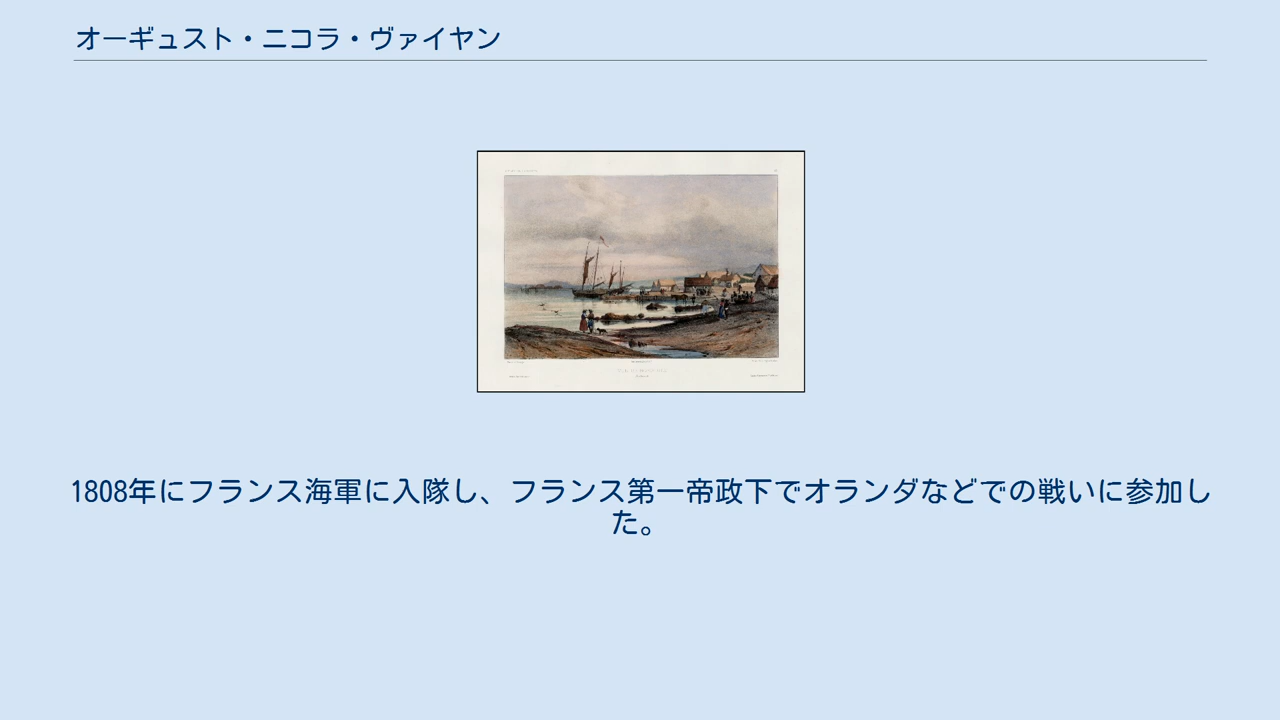 オーギュスト・ニコラ・ヴァイヤン
1808年にフランス海軍に入隊し、フランス第一帝政下でオランダなどでの戦いに参加し
た。